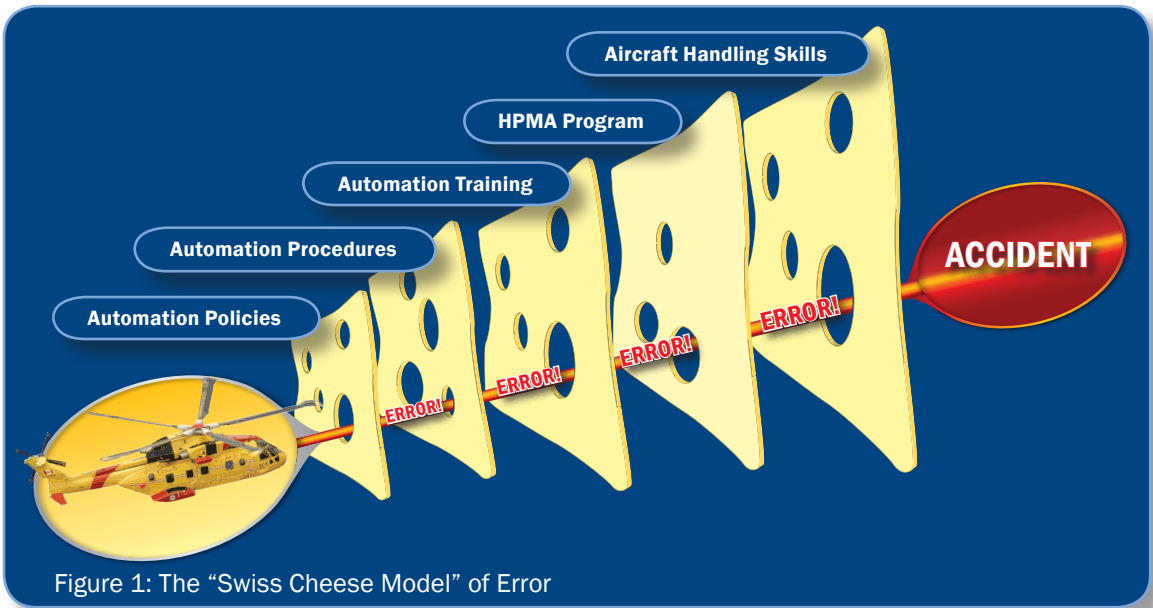 Aircraft Handling Skills
HPMA Program
Automation Training
Automation Procedures
Automation Policies
ERROR!
ERROR!
ERROR!
ERROR!
ACCIDENT
Figure 1: The “Swiss Cheese Model” of Error